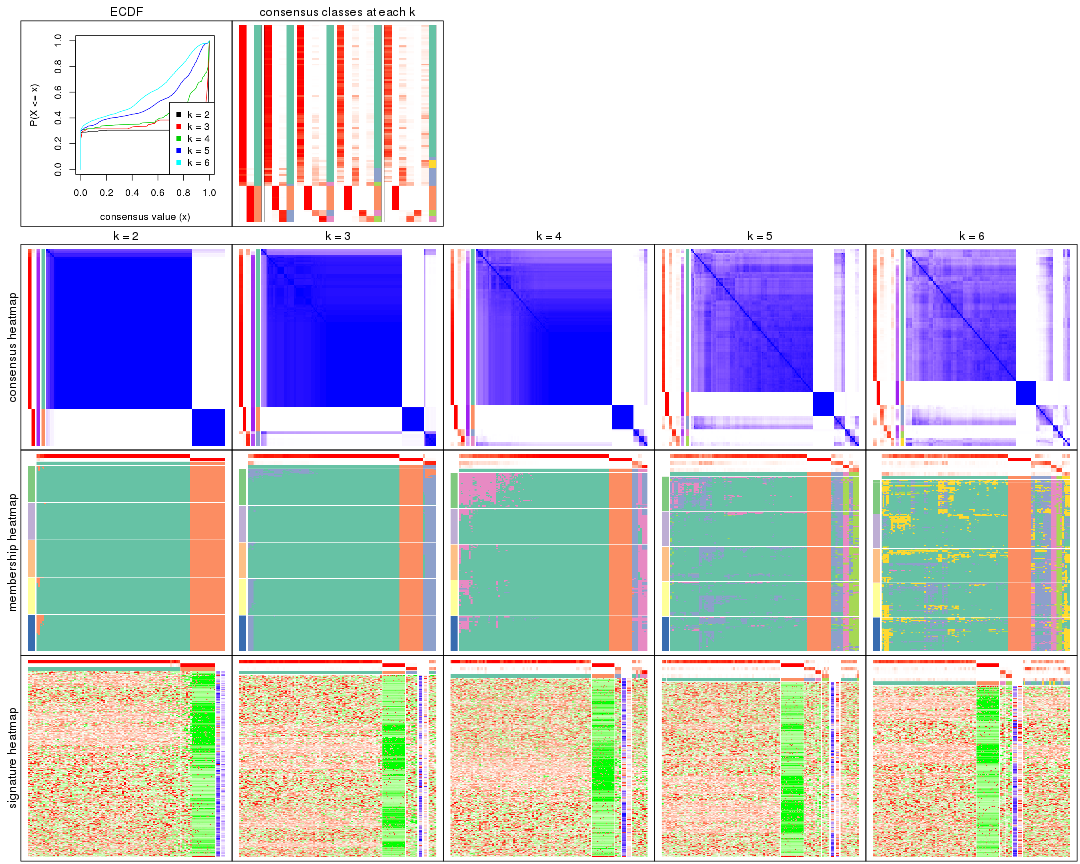 ECDF
consensus classes at each k
P(X <= x)
0.0 0.2 0.4 0.6 0.8 1.0
k = 2
k = 3
k = 4
k = 5
k = 6
0.0 0.2 0.4 0.6 0.8 1.0
consensus value (x)
k = 2
k = 3
k = 4
k = 5
k = 6
consensus heatmap
membership heatmap
signature heatmap